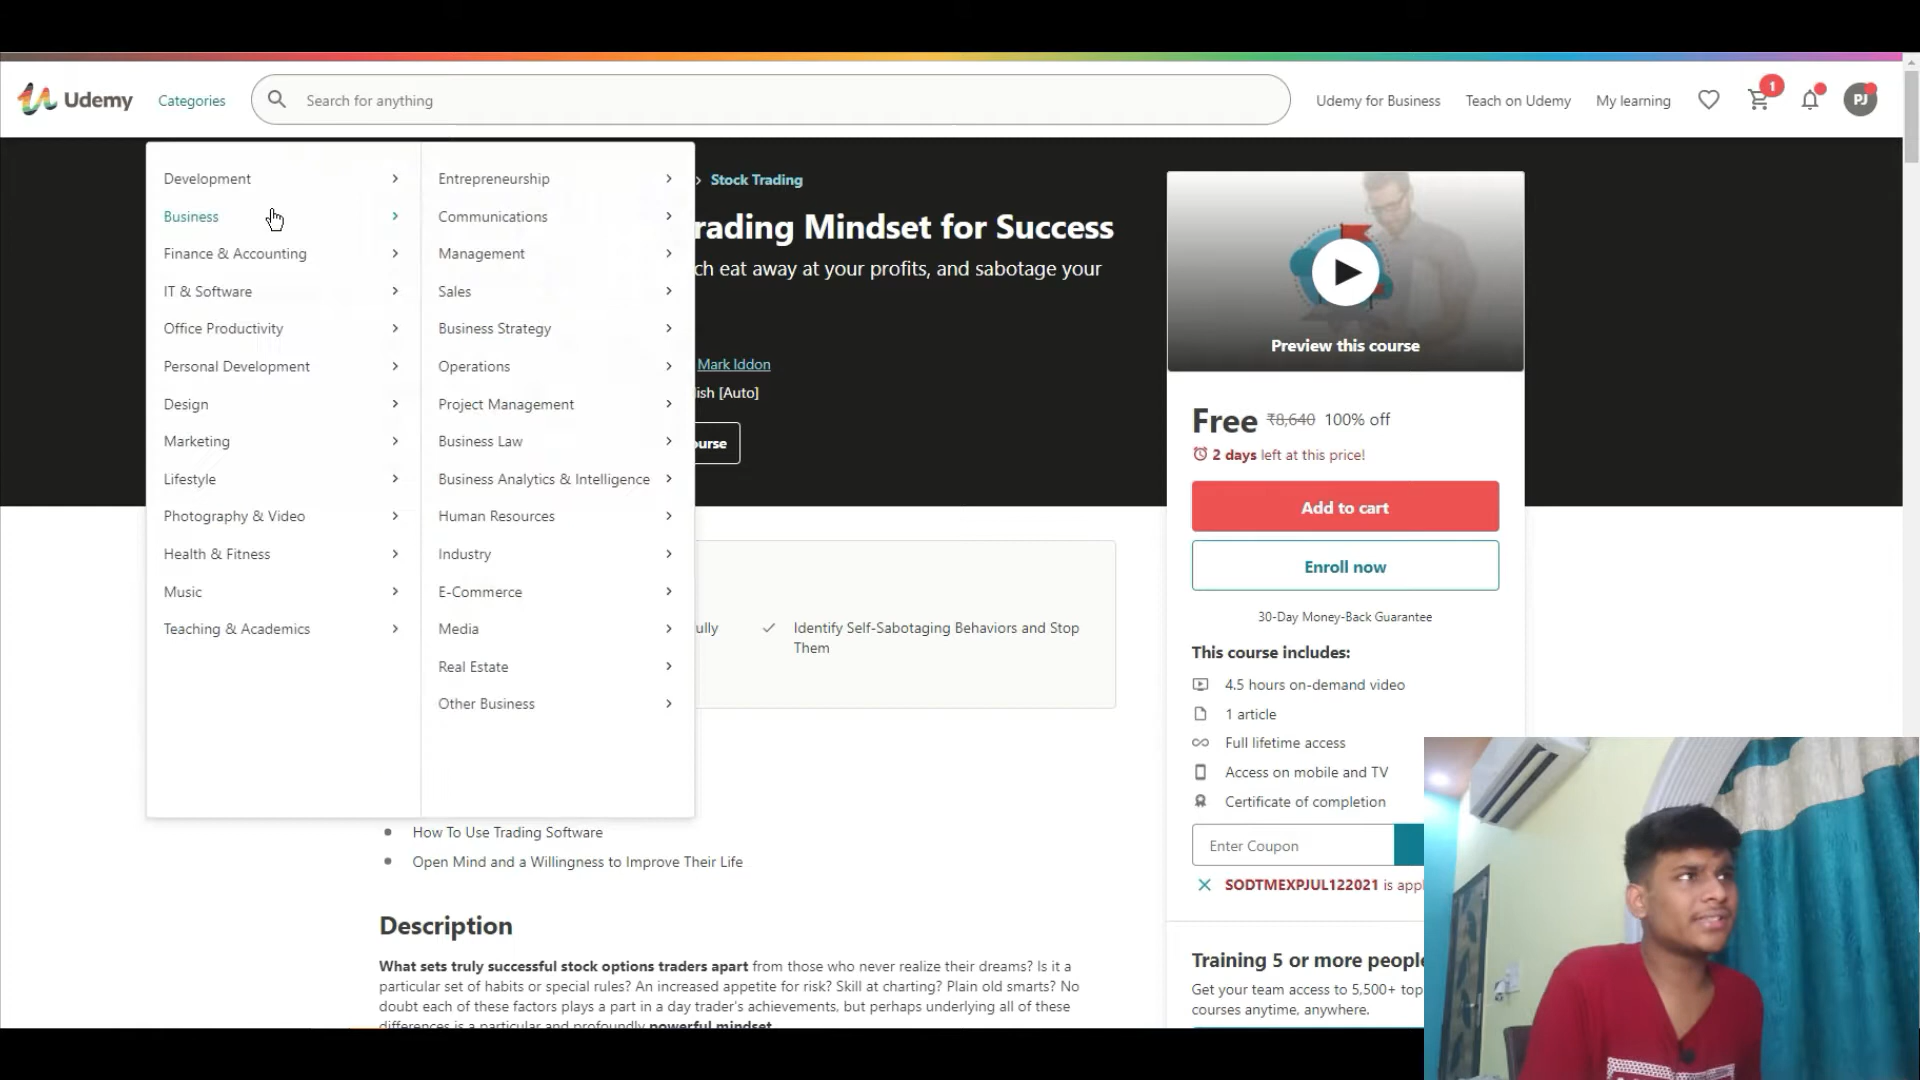 Udemy
Categories
Search for anything
Udemy for Business
Teach on Udemy
My learning
1
PJ
Development
Business
Finance & Accounting
IT & Software
Office Productivity
Personal Development
Design
Marketing
Lifestyle
Photography & Video
Health & Fitness
Music
Teaching & Academics
Entrepreneurship
Communications
Management
Sales
Business Strategy
Operations
Project Management
Business Law
Business Analytics & Intelligence
Human Resources
Industry
E-Commerce
Media
Real Estate
Other Business
Stock Trading
rading Mindset for Success
ch eat away at your profits, and sabotage your
Mark Iddon
ish [Auto]
ourse
ully
Identify Self-Sabotaging Behaviors and Stop
Them
How To Use Trading Software
Open Mind and a Willingness to Improve Their Life
Description
What sets truly successful stock options traders apart from those who never realize their dreams? Is it a
particular set of habits or special rules? An increased appetite for risk? Skill at charting? Plain old smarts? No
doubt each of these factors plays a part in a day trader's achievements, but perhaps underlying all of these
differences is a particular and profoundly powerful mindset.
Preview this course
Free ₹8,640 100% off
2 days left at this price!
Add to cart
Enroll now
30-Day Money-Back Guarantee
This course includes:
4.5 hours on-demand video
1 article
Full lifetime access
Access on mobile and TV
Certificate of completion
Enter Coupon
SODTMEXPJUL122021 is appl
Training 5 or more people
Get your team access to 5,500+ top
courses anytime, anywhere.